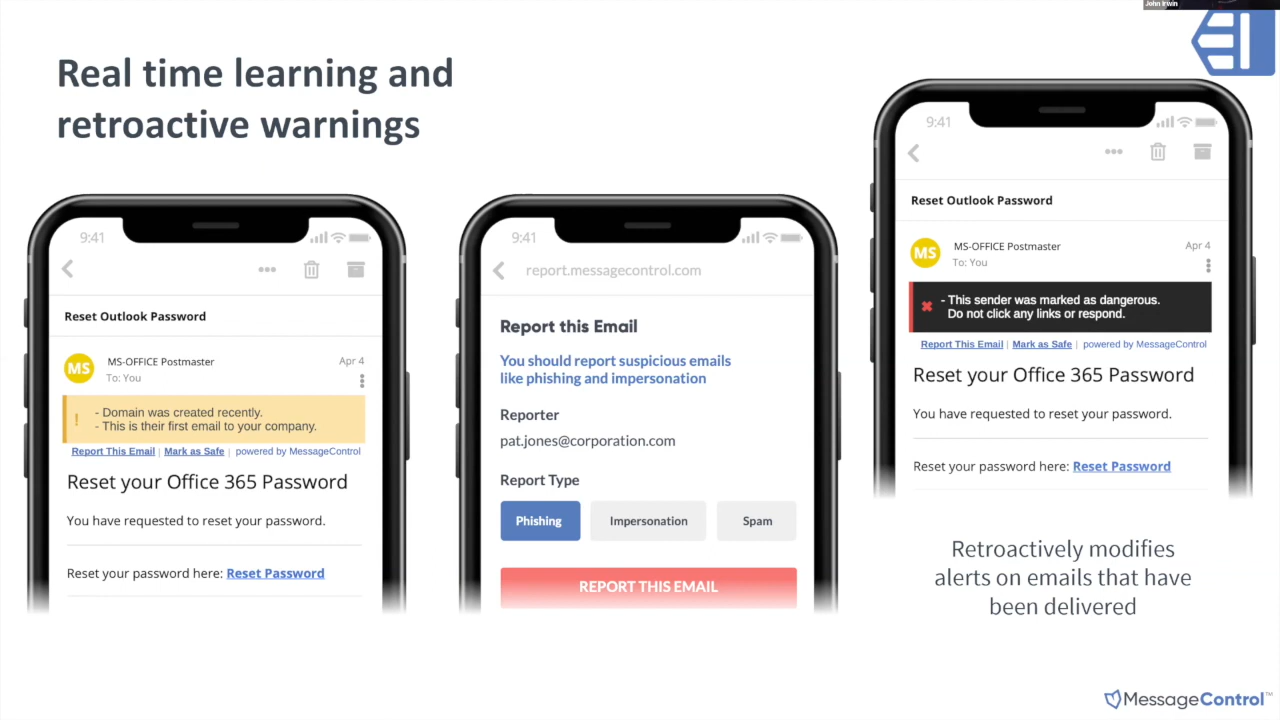 John Irwin
Real time learning and
retroactive warnings
9:41
Reset Outlook Password
MS
MS-OFFICE Postmaster
Apr 4
To: You
! - Domain was created recently.
- This is their first email to your company.
Report This Email | Mark as Safe | powered by MessageControl
Reset your Office 365 Password
You have requested to reset your password.
Reset your password here: Reset Password
9:41
report.messagecontrol.com
Report this Email
You should report suspicious emails
like phishing and impersonation
Reporter
pat.jones@corporation.com
Report Type
Phishing
Impersonation
Spam
REPORT THIS EMAIL
9:41
Reset Outlook Password
MS
MS-OFFICE Postmaster
Apr 4
To: You
- This sender was marked as dangerous.
Do not click any links or respond.
Report This Email | Mark as Safe | powered by MessageControl
Reset your Office 365 Password
You have requested to reset your password.
Reset your password here: Reset Password
Retroactively modifies
alerts on emails that have
been delivered
MessageControl™